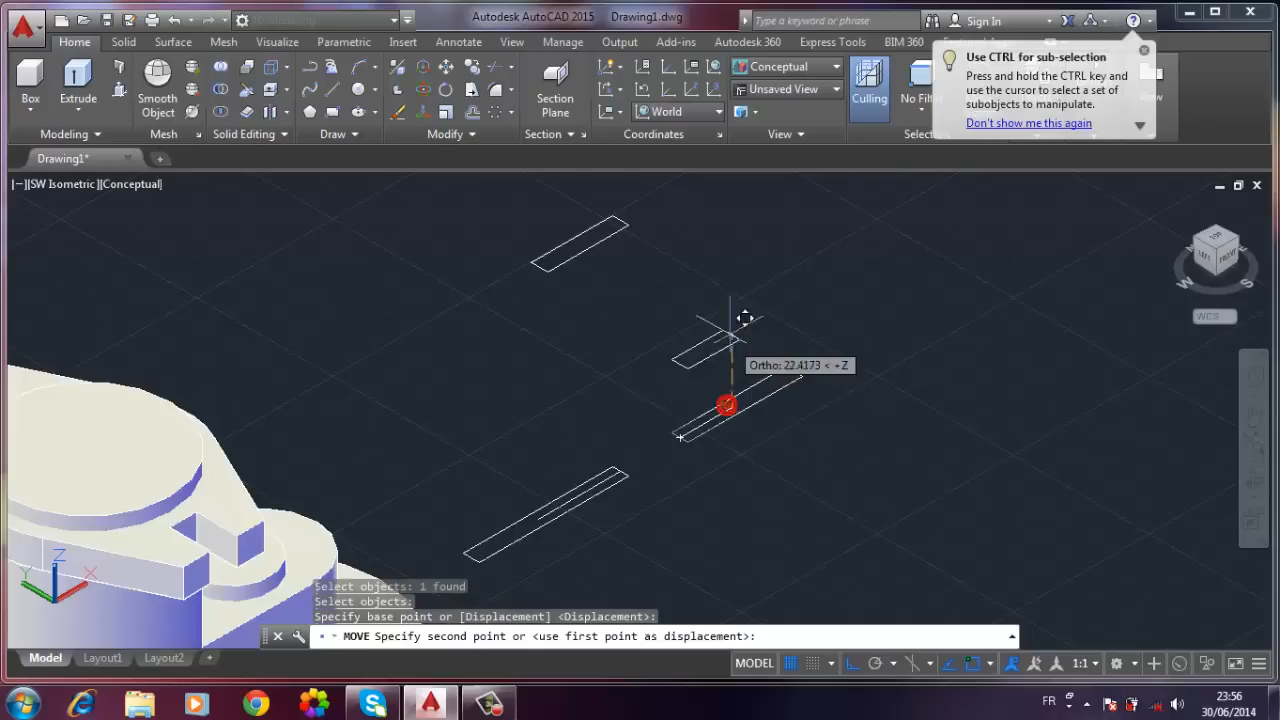 3D Modeling
Autodesk AutoCAD 2015 Drawing1.dwg
Type a keyword or phrase
Sign In
Home Solid Surface Mesh Visualize Parametric Insert Annotate View Manage Output Add-ins Autodesk 360 Express Tools BIM 360
Box
Extrude
Smooth
Object
Section
Plane
World
Conceptual
Unsaved View
Culling
No Filter
Modeling
Mesh
Solid Editing
Draw
Modify
Section
Coordinates
View
Use CTRL for sub-selection
Press and hold the CTRL key and
use the cursor to select a set of
subobjects to manipulate.
Don't show me this again
Drawing1*
[−][SW Isometric][Conceptual]
TOP
LEFT
FRONT
W
S
WCS
Ortho: 22.4173 < +Z
Z
Y
X
Select objects: 1 found
Select objects:
Specify base point or [Displacement] <Displacement>:
MOVE Specify second point or <use first point as displacement>:
Model Layout1 Layout2
MODEL
1:1
FR
23:56
30/06/2014